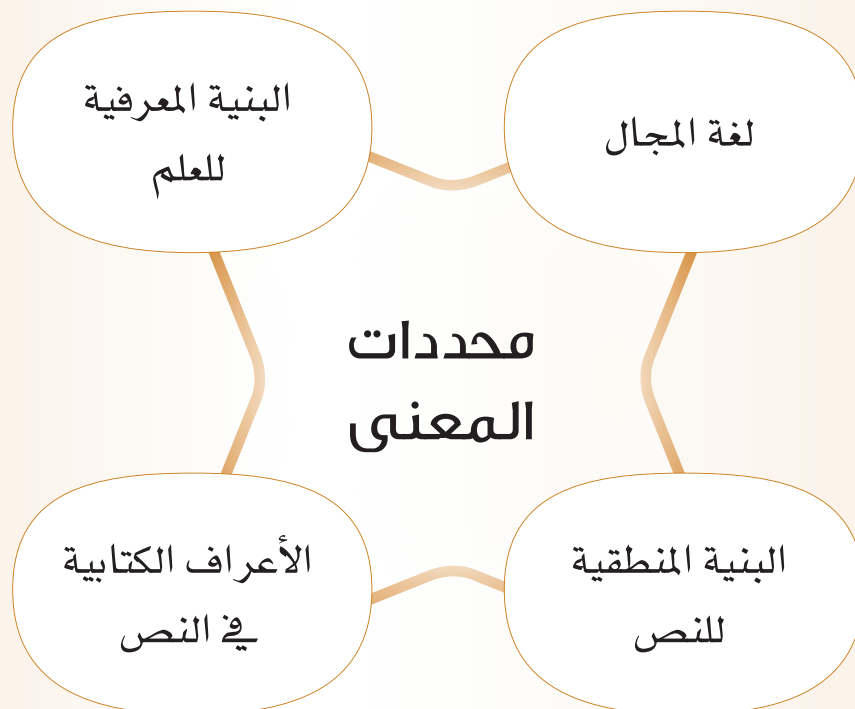 لغة المجال
البنية المعرفية
للعلم
محددات
المعنى
البنية المنطقية
للنص
الأعراف الكتابية
في النص